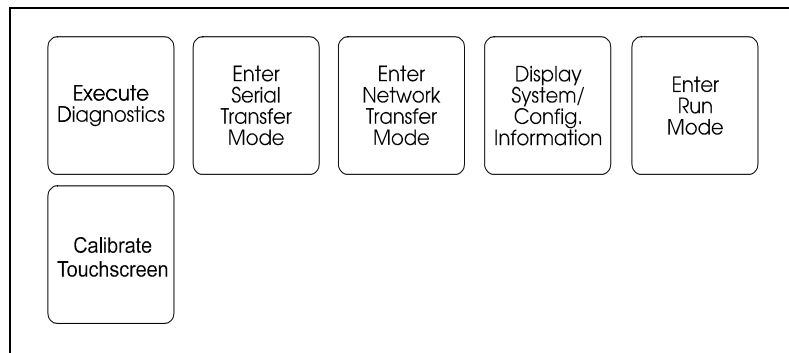 Execute
Diagnostics
Enter
Serial
Transfer
Mode
Enter
Network
Transfer
Mode
Display
System/
Config.
Information
Enter
Run
Mode
Calibrate
Touchscreen